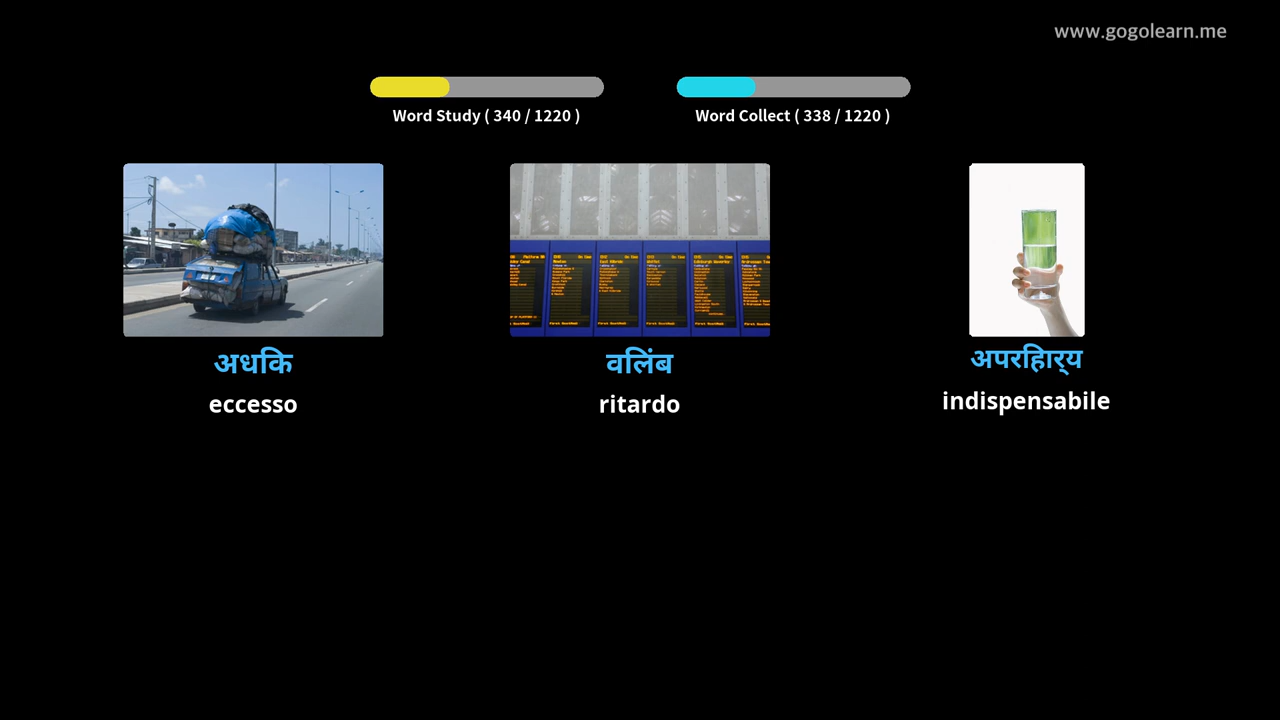 www.gogolearn.me
Word Study ( 340 / 1220 )
Word Collect ( 338 / 1220 )
अधकि
eccesso
वलिंब
ritardo
अपरहिार्य
indispensabile